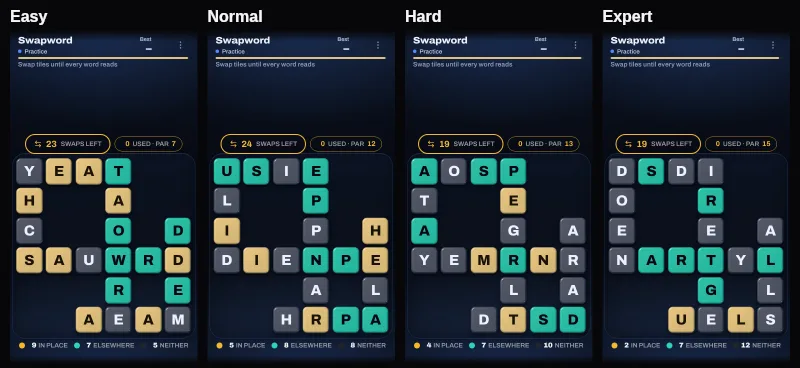 Easy
Swapword
Best
Practice
–
Swap tiles until every word reads
23 SWAPS LEFT
0 USED · PAR 7
Y E A T
H A
C O D
S A U W R D D
R E
A E A M
9 IN PLACE
7 ELSEWHERE
5 NEITHER
Normal
Swapword
Best
Practice
–
Swap tiles until every word reads
24 SWAPS LEFT
0 USED · PAR 12
U S I E
L P
I P H
D I E N P E
A L
H R P A
5 IN PLACE
8 ELSEWHERE
8 NEITHER
Hard
Swapword
Best
Practice
–
Swap tiles until every word reads
19 SWAPS LEFT
0 USED · PAR 13
A O S P
T E
A G A
Y E M R N R
L A
D T S D
4 IN PLACE
7 ELSEWHERE
10 NEITHER
Expert
Swapword
Best
Practice
–
Swap tiles until every word reads
19 SWAPS LEFT
0 USED · PAR 15
D S D I
O R
E E A
N A R T Y L
G L
U E L S
2 IN PLACE
7 ELSEWHERE
12 NEITHER